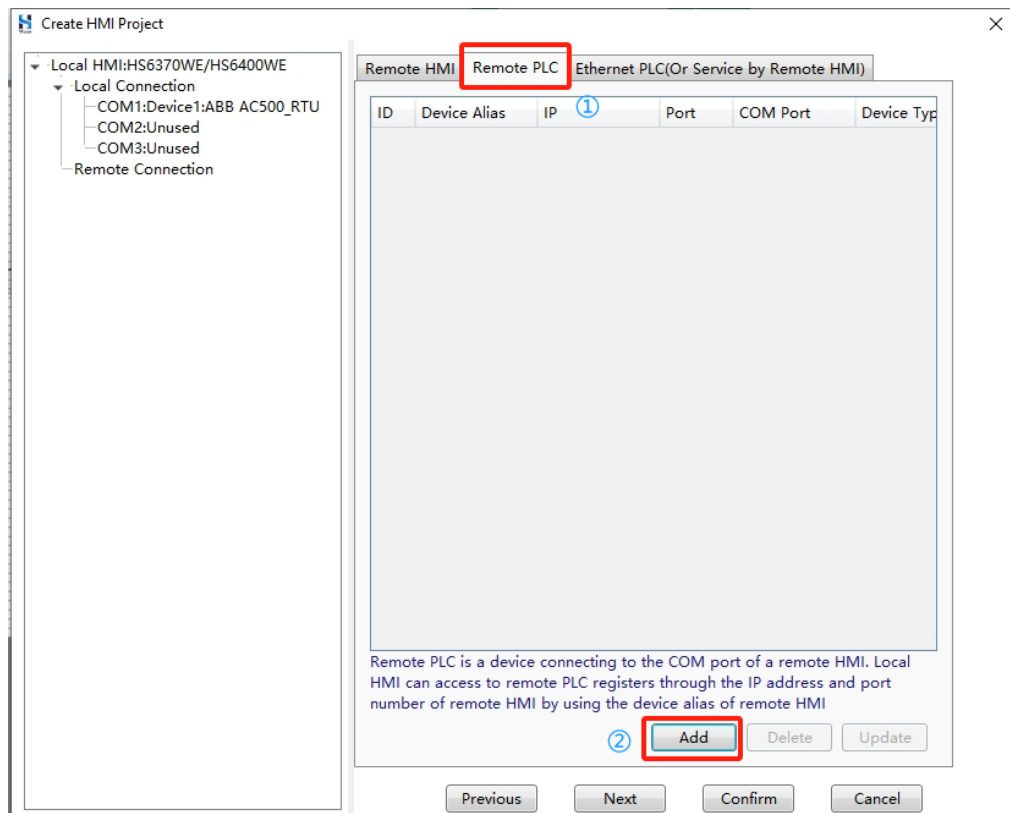 Create HMI Project
Local HMI:HS6370WE/HS6400WE
Local Connection
COM1:Device1:ABB AC500_RTU
COM2:Unused
COM3:Unused
Remote Connection
Remote HMI Remote PLC Ethernet PLC(Or Service by Remote HMI)
①
ID Device Alias IP Port COM Port Device Typ
Remote PLC is a device connecting to the COM port of a remote HMI. Local
HMI can access to remote PLC registers through the IP address and port
number of remote HMI by using the device alias of remote HMI
② Add Delete Update
Previous Next Confirm Cancel